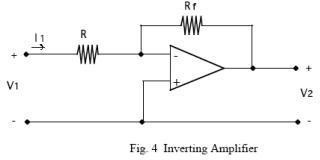 Rf
I1
R
+
-
+
+
V1
V2
-
-
Fig. 4 Inverting Amplifier